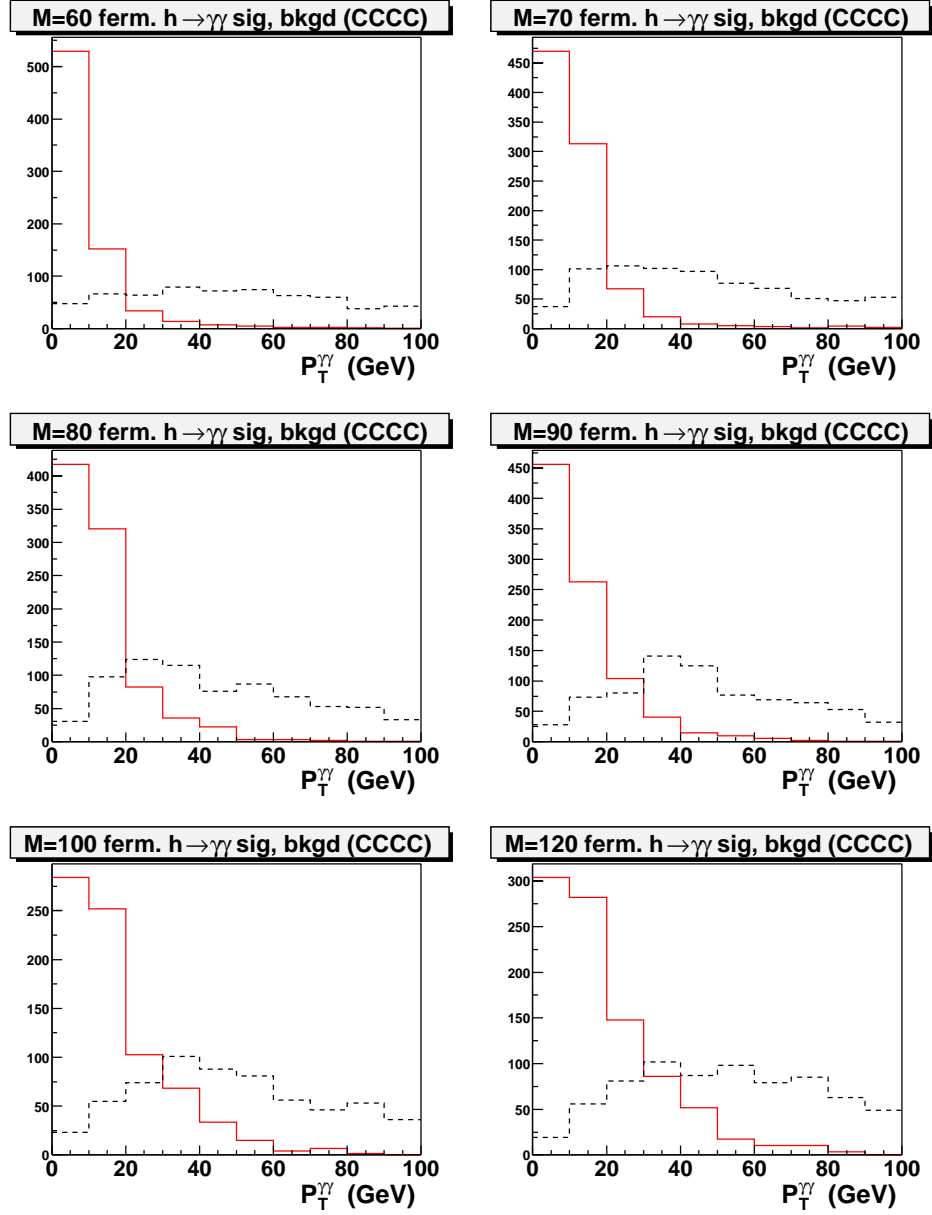 M=60 ferm. h→γγ sig, bkgd (CCCC)
500
400
300
200
100
0
0 20 40 60 80 100
P_T^γγ (GeV)
M=70 ferm. h→γγ sig, bkgd (CCCC)
450
400
350
300
250
200
150
100
50
0
0 20 40 60 80 100
P_T^γγ (GeV)
M=80 ferm. h→γγ sig, bkgd (CCCC)
400
350
300
250
200
150
100
50
0
0 20 40 60 80 100
P_T^γγ (GeV)
M=90 ferm. h→γγ sig, bkgd (CCCC)
450
400
350
300
250
200
150
100
50
0
0 20 40 60 80 100
P_T^γγ (GeV)
M=100 ferm. h→γγ sig, bkgd (CCCC)
250
200
150
100
50
0
0 20 40 60 80 100
P_T^γγ (GeV)
M=120 ferm. h→γγ sig, bkgd (CCCC)
300
250
200
150
100
50
0
0 20 40 60 80 100
P_T^γγ (GeV)